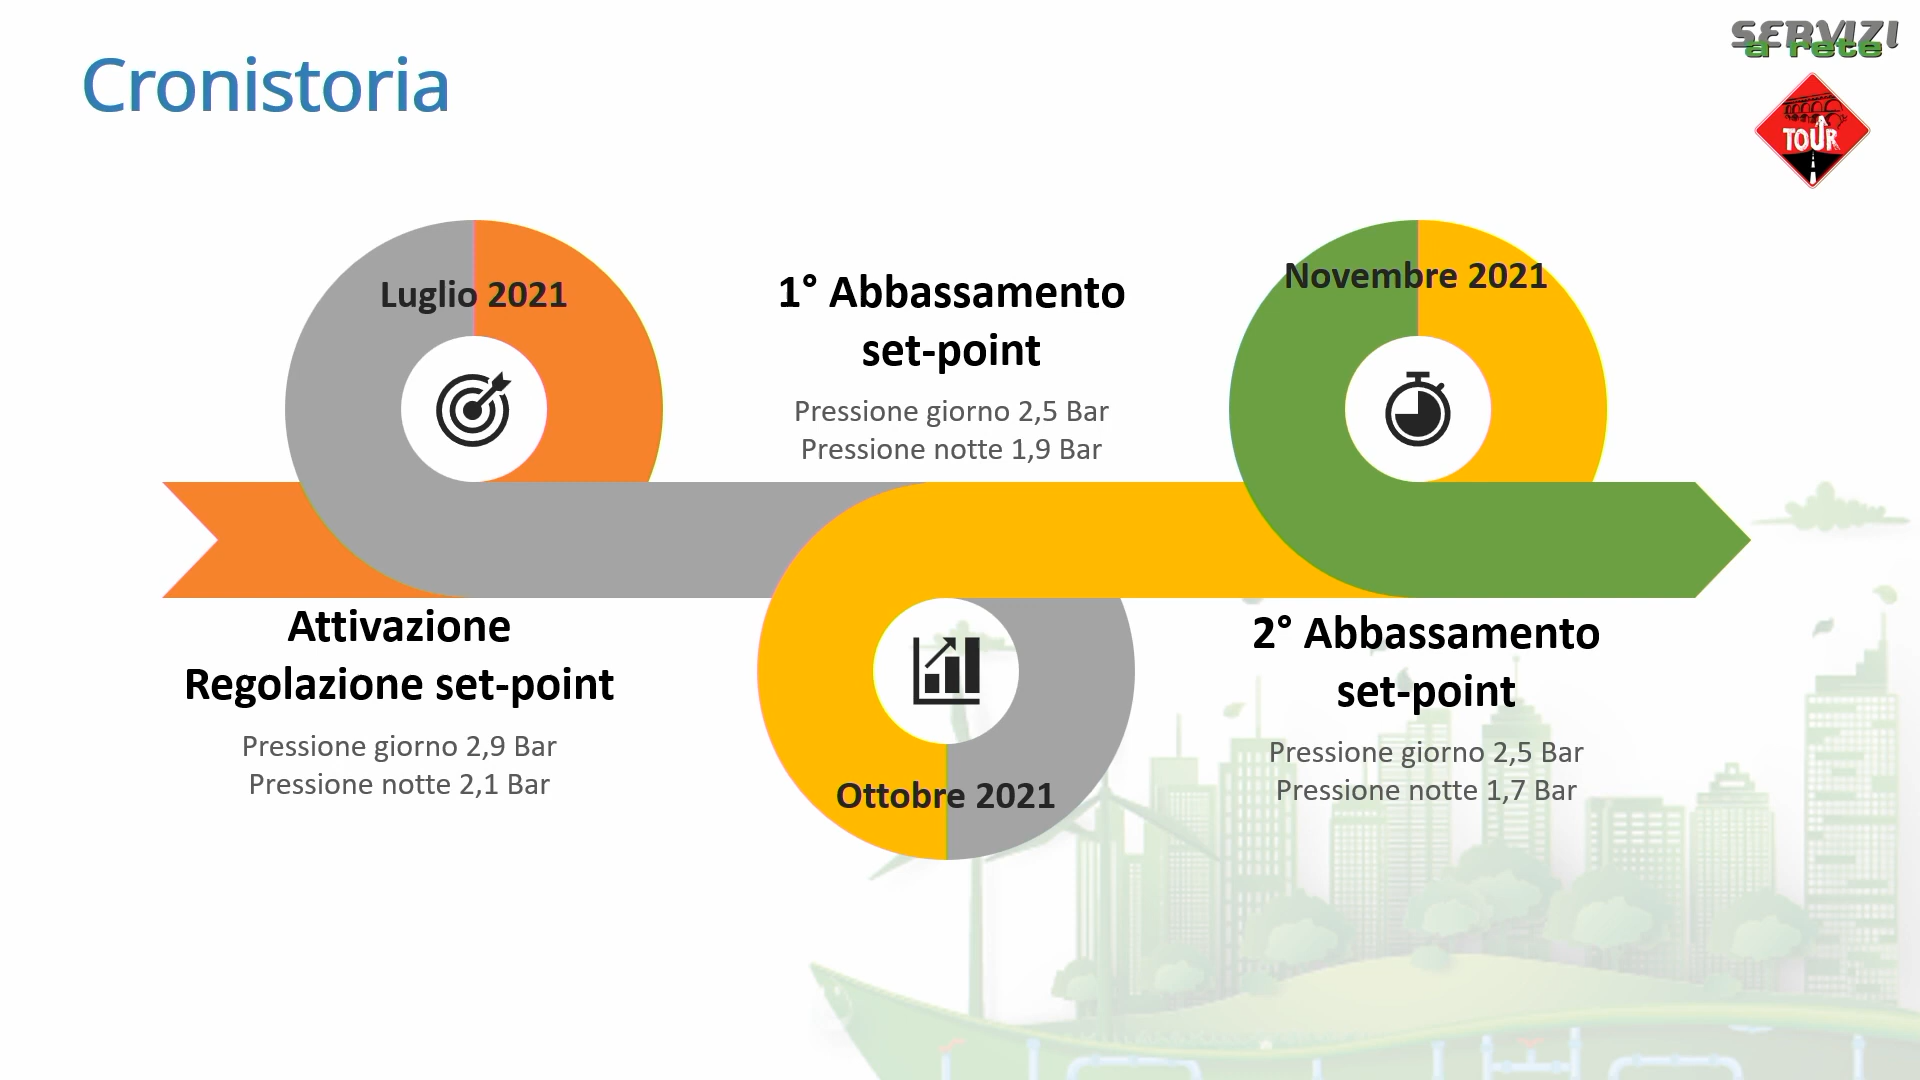 Cronistoria
SERVIZI
a rete
TOUR
Luglio 2021
Attivazione
Regolazione set-point
Pressione giorno 2,9 Bar
Pressione notte 2,1 Bar
1° Abbassamento
set-point
Pressione giorno 2,5 Bar
Pressione notte 1,9 Bar
Ottobre 2021
Novembre 2021
2° Abbassamento
set-point
Pressione giorno 2,5 Bar
Pressione notte 1,7 Bar